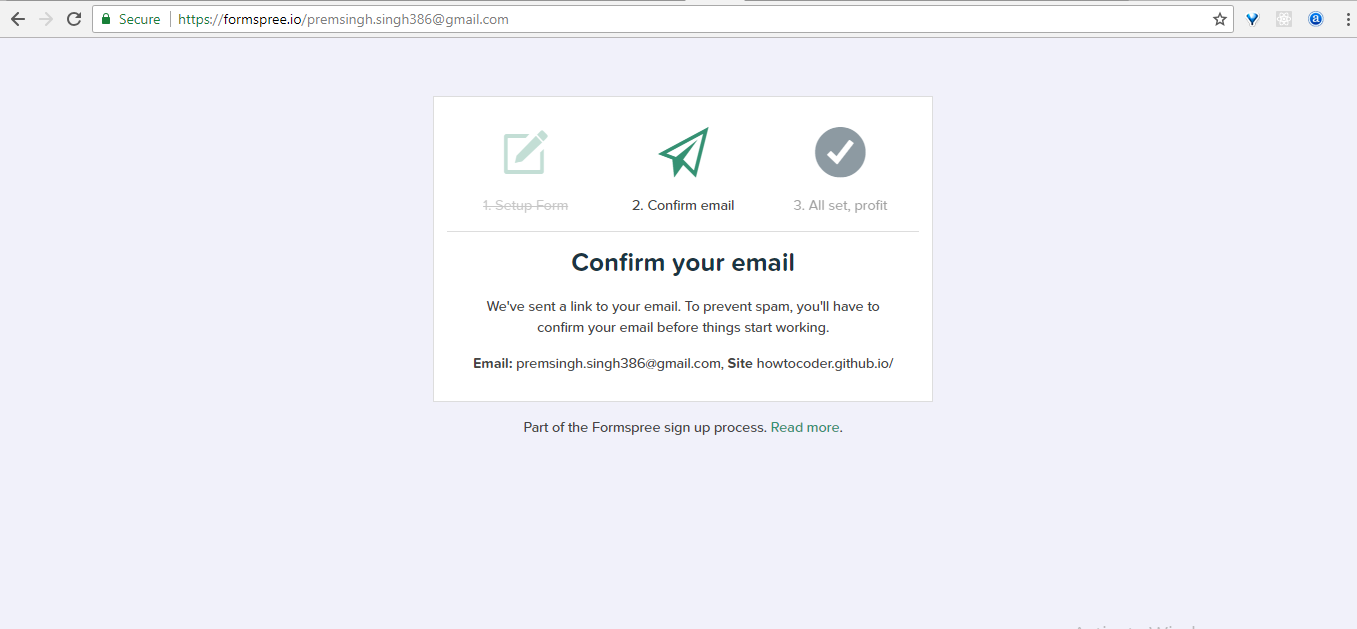 Secure https://formspree.io/premsingh.singh386@gmail.com
1. Setup Form 2. Confirm email 3. All set, profit
Confirm your email
We've sent a link to your email. To prevent spam, you'll have to
confirm your email before things start working.
Email: premsingh.singh386@gmail.com, Site howtocoder.github.io/
Part of the Formspree sign up process. Read more.